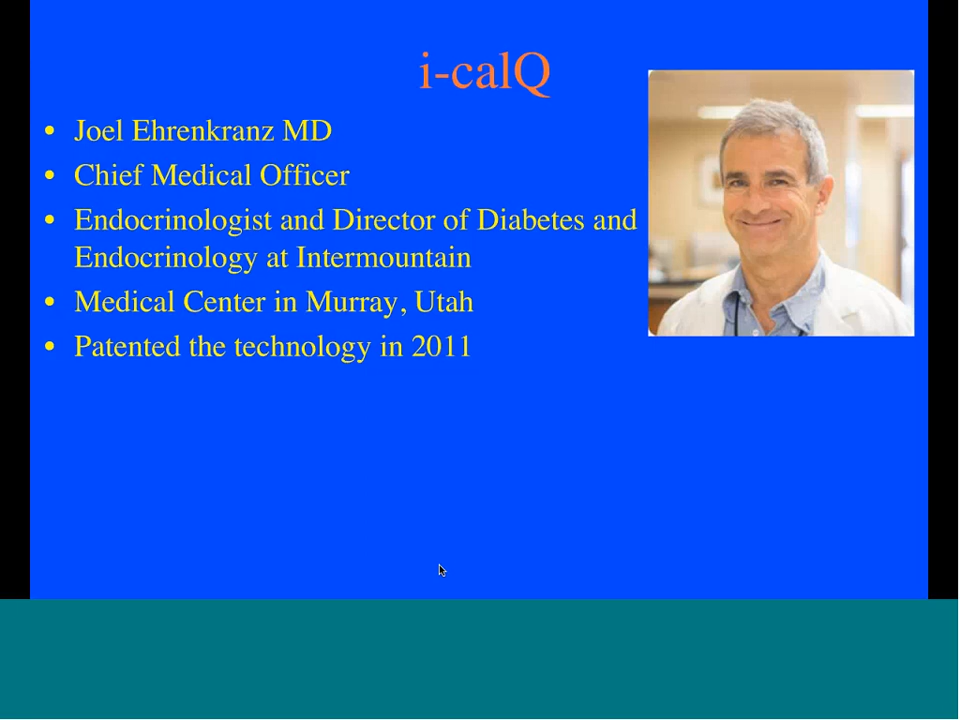 i-calQ
• Joel Ehrenkranz MD
• Chief Medical Officer
• Endocrinologist and Director of Diabetes and
Endocrinology at Intermountain
• Medical Center in Murray, Utah
• Patented the technology in 2011